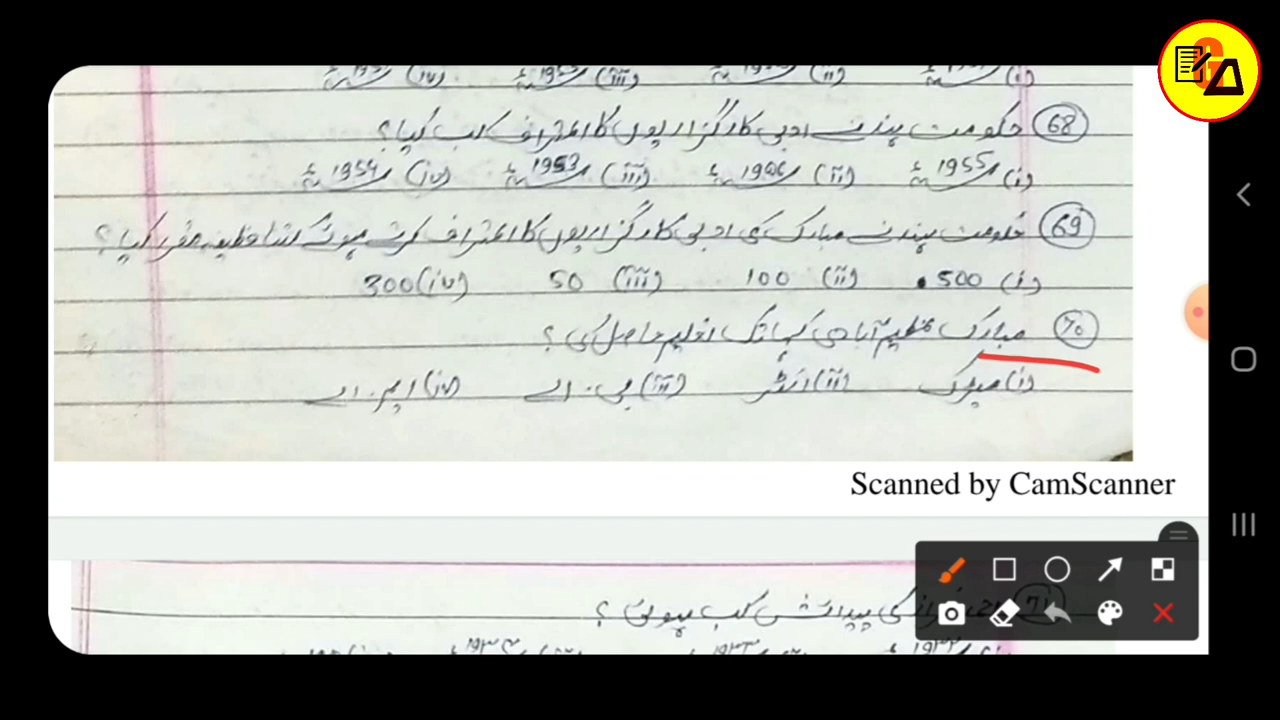 (68) حکومت ہند نے ادبی کارگزاریوں کا اعتراف کب کیا؟
(i) 1955ء (ii) 1956ء (iii) 1953ء (iv) 1954ء
(69) حکومت ہند نے مبارک کی ادبی کارگزاریوں کا اعتراف کرتے ہوئے کتنا وظیفہ مقرر کیا؟
(i) 500 (ii) 100 (iii) 50 (iv) 300
(70) مبارک عظیم آبادی کہا تک تعلیم حاصل کی؟
(i) میٹرک (ii) انٹر (iii) بی.اے (iv) ایم.اے
Scanned by CamScanner
(71) کی پیدائش کب ہوئی؟